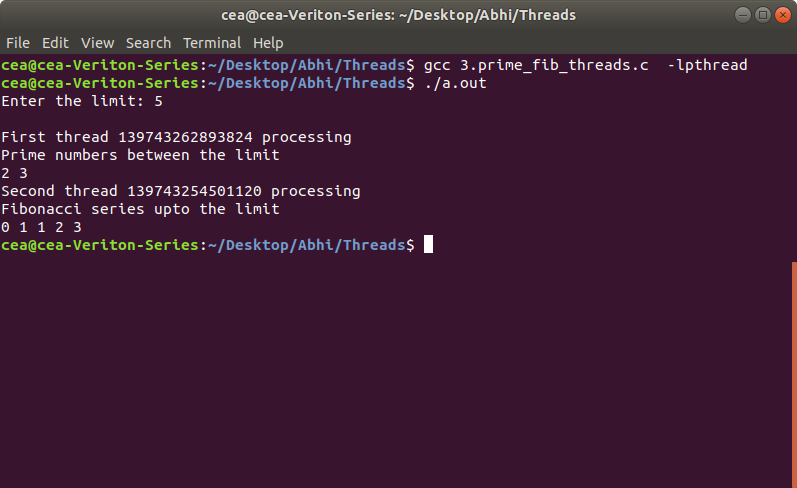 cea@cea-Veriton-Series: ~/Desktop/Abhi/Threads
File Edit View Search Terminal Help
cea@cea-Veriton-Series:~/Desktop/Abhi/Threads$ gcc 3.prime_fib_threads.c  -lpthread
cea@cea-Veriton-Series:~/Desktop/Abhi/Threads$ ./a.out
Enter the limit: 5
First thread 139743262893824 processing
Prime numbers between the limit
2 3
Second thread 139743254501120 processing
Fibonacci series upto the limit
0 1 1 2 3
cea@cea-Veriton-Series:~/Desktop/Abhi/Threads$